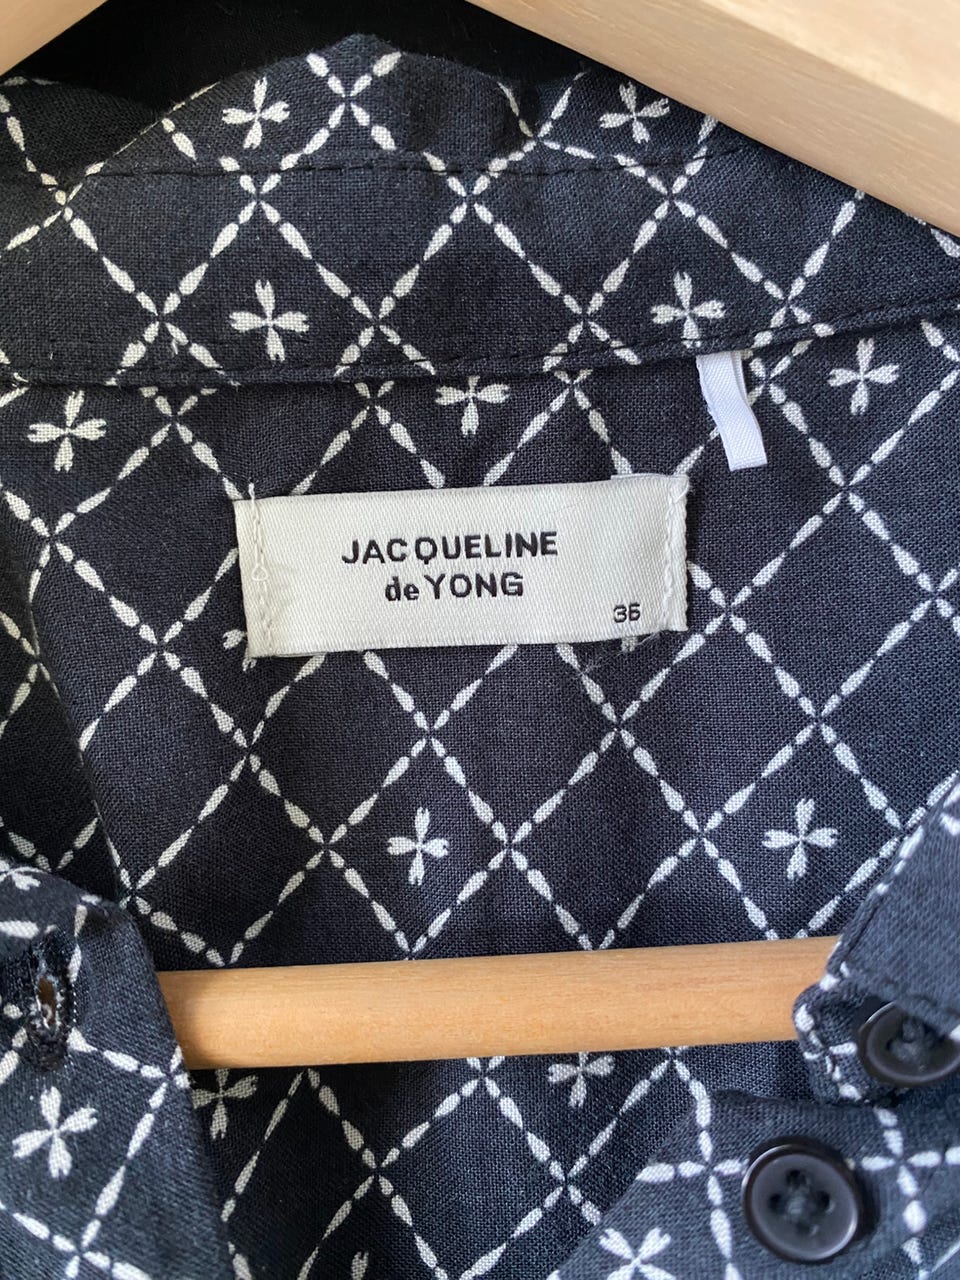 JACQUELINE
de YONG
36